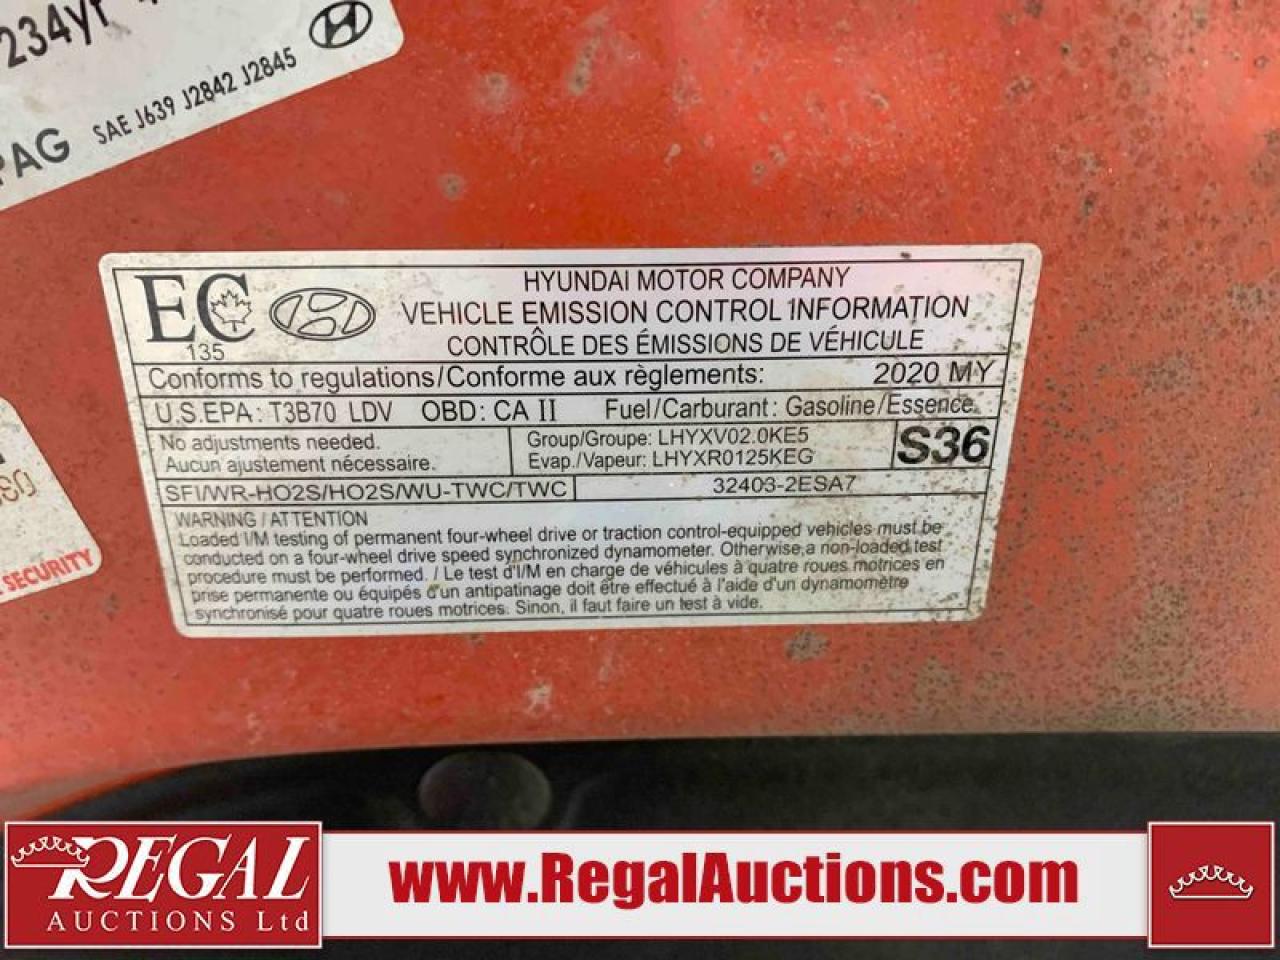 234yf
PAG
SAE J639 J2842 J2845
SECURITY
EC
135
HYUNDAI MOTOR COMPANY
VEHICLE EMISSION CONTROL INFORMATION
CONTRÔLE DES ÉMISSIONS DE VÉHICULE
Conforms to regulations/Conforme aux règlements: 2020 MY
U.S.EPA: T3B70 LDV OBD: CA II Fuel/Carburant: Gasoline/Essence
No adjustments needed.
Aucun ajustement nécessaire.
Group/Groupe: LHYXV02.0KE5
Evap./Vapeur: LHYXR0125KEG
S36
SFI/WR-HO2S/HO2S/WU-TWC/TWC
32403-2ESA7
WARNING / ATTENTION
Loaded I/M testing of permanent four-wheel drive or traction control-equipped vehicles must be
conducted on a four-wheel drive speed synchronized dynamometer. Otherwise,a non-loaded test
procedure must be performed. / Le test d'I/M en charge de véhicules à quatre roues motrices en
prise permanente ou équipés d'un antipatinage doit être effectué à l'aide d'un dynamomètre
synchronisé pour quatre roues motrices. Sinon, il faut faire un test à vide.
REGAL
AUCTIONS Ltd
www.RegalAuctions.com